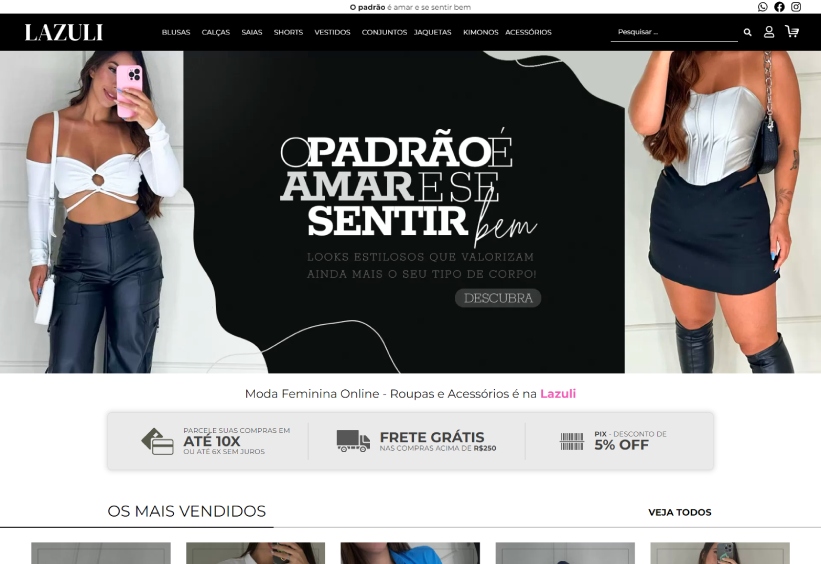 O padrão é amar e se sentir bem
LAZULI
BLUSAS CALÇAS SAIAS SHORTS VESTIDOS CONJUNTOS JAQUETAS KIMONOS ACESSÓRIOS
Pesquisar ...
O PADRÃO É
AMAR E SE
SENTIR bem
LOOKS ESTILOSOS QUE VALORIZAM
AINDA MAIS O SEU TIPO DE CORPO!
DESCUBRA
Moda Feminina Online - Roupas e Acessórios é na Lazuli
PARCELE SUAS COMPRAS EM
ATÉ 10X
OU ATÉ 6X SEM JUROS
FRETE GRÁTIS
NAS COMPRAS ACIMA DE R$250
PIX - DESCONTO DE
5% OFF
OS MAIS VENDIDOS
VEJA TODOS